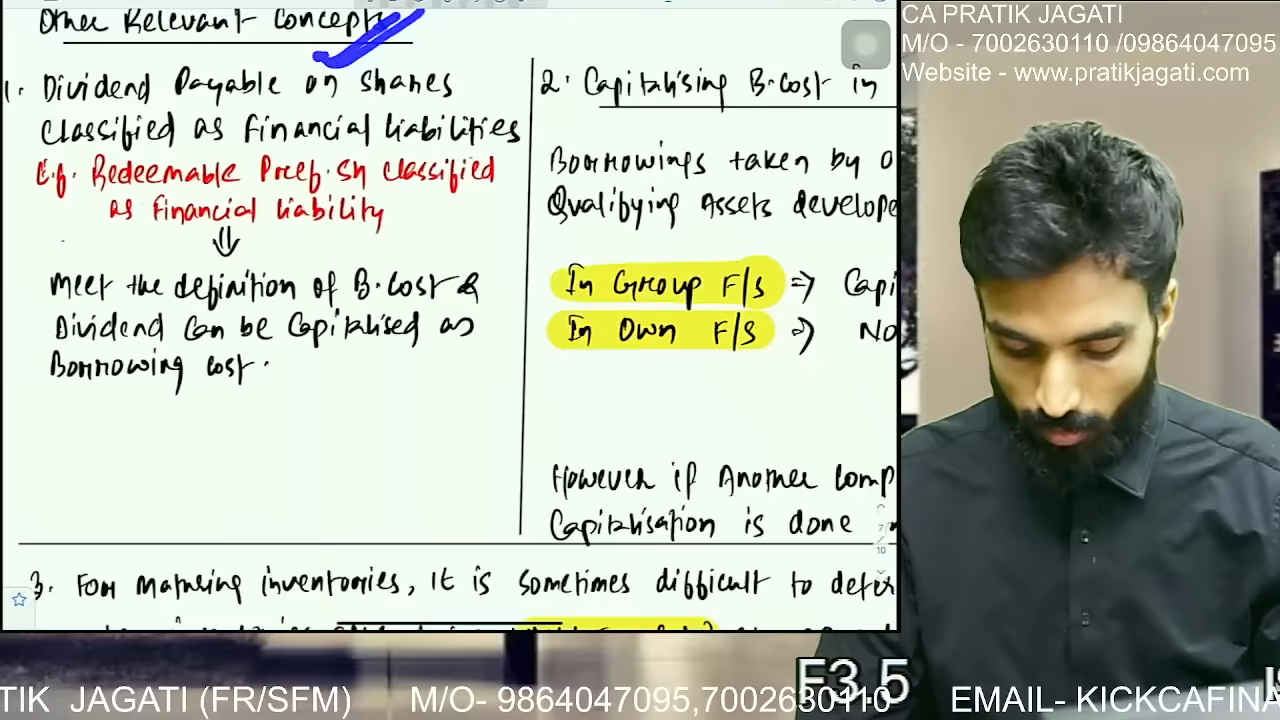 Other Relevant Concepts
1. Dividend Payable on shares
classified as financial liabilities
E.g. Redeemable Pref. sh classified
as financial liability
⇓
Meet the definition of B.cost &
Dividend can be capitalised as
Borrowing cost.
2. Capitalising B.cost in
Borrowings taken by o
Qualifying Assets develope
In Group F/S => Capi
In Own F/S => No
However if Another Comp
Capitalisation is done
3. For maturing inventories, it is sometimes difficult to deter
CA PRATIK JAGATI
M/O - 7002630110 /09864047095
Website - www.pratikjagati.com
7
10
F3.5
TIK JAGATI (FR/SFM) M/O- 9864047095,7002630110 EMAIL- KICKCAFINA